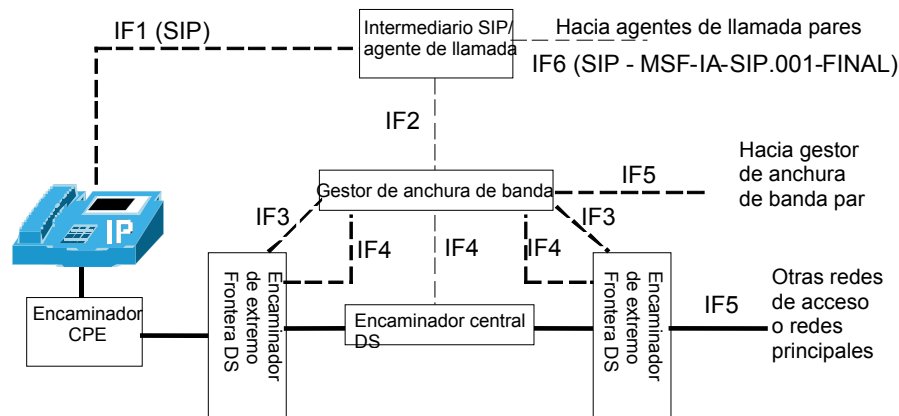 IF1 (SIP)
Intermediario SIP/
agente de llamada
Hacia agentes de llamada pares
IF6 (SIP - MSF-IA-SIP.001-FINAL)
IF2
Hacia gestor
de anchura
de banda par
IF5
Gestor de anchura de banda
IP
IF3
IF3
IF4
IF4
IF4
Encaminador
CPE
Encaminador
de extremo
Frontera DS
Encaminador central
DS
Encaminador
de extremo
Frontera DS
IF5
Otras redes
de acceso
o redes
principales